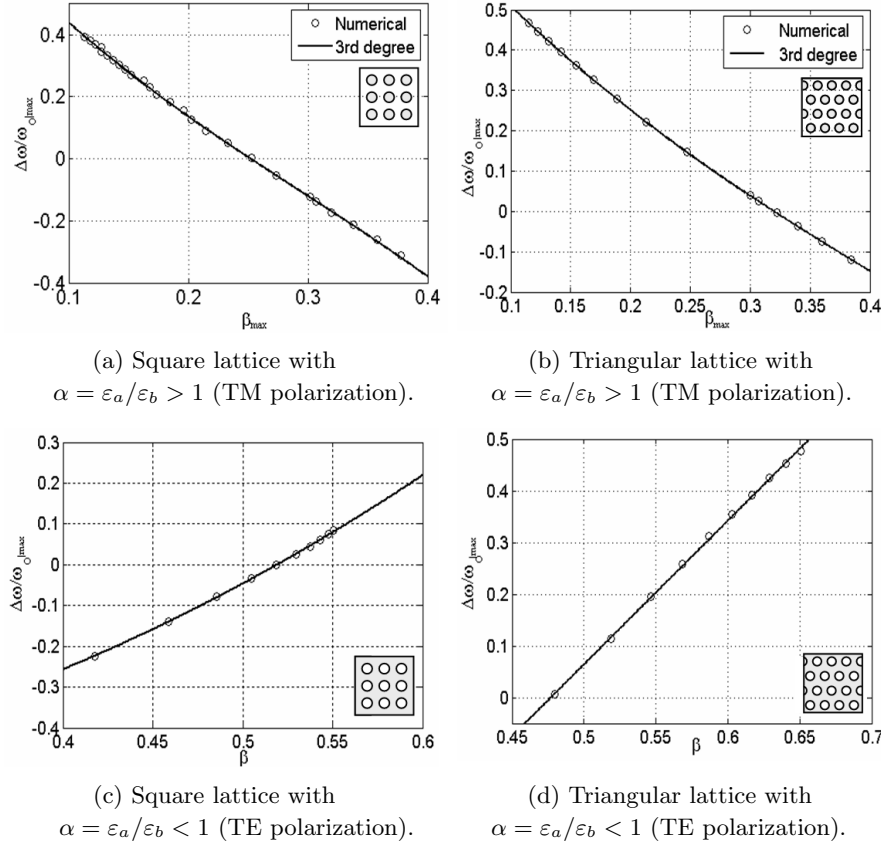 0.4
0.2
0
-0.2
-0.4
0.1
0.2
0.3
0.4
Δω/ω_O|max
β_max
Numerical
3rd degree
(a) Square lattice with
α = ε_a/ε_b > 1 (TM polarization).
0.5
0.4
0.3
0.2
0.1
0
-0.1
-0.2
0.1
0.15
0.2
0.25
0.3
0.35
0.4
Δω/ω_O|max
β_max
Numerical
3rd degree
(b) Triangular lattice with
α = ε_a/ε_b > 1 (TM polarization).
0.3
0.2
0.1
0
-0.1
-0.2
-0.3
-0.4
0.4
0.45
0.5
0.55
0.6
Δω/ω_O|max
β
(c) Square lattice with
α = ε_a/ε_b < 1 (TE polarization).
0.5
0.4
0.3
0.2
0.1
0
0.45
0.5
0.55
0.6
0.65
0.7
Δω/ω_O|max
β
(d) Triangular lattice with
α = ε_a/ε_b < 1 (TE polarization).